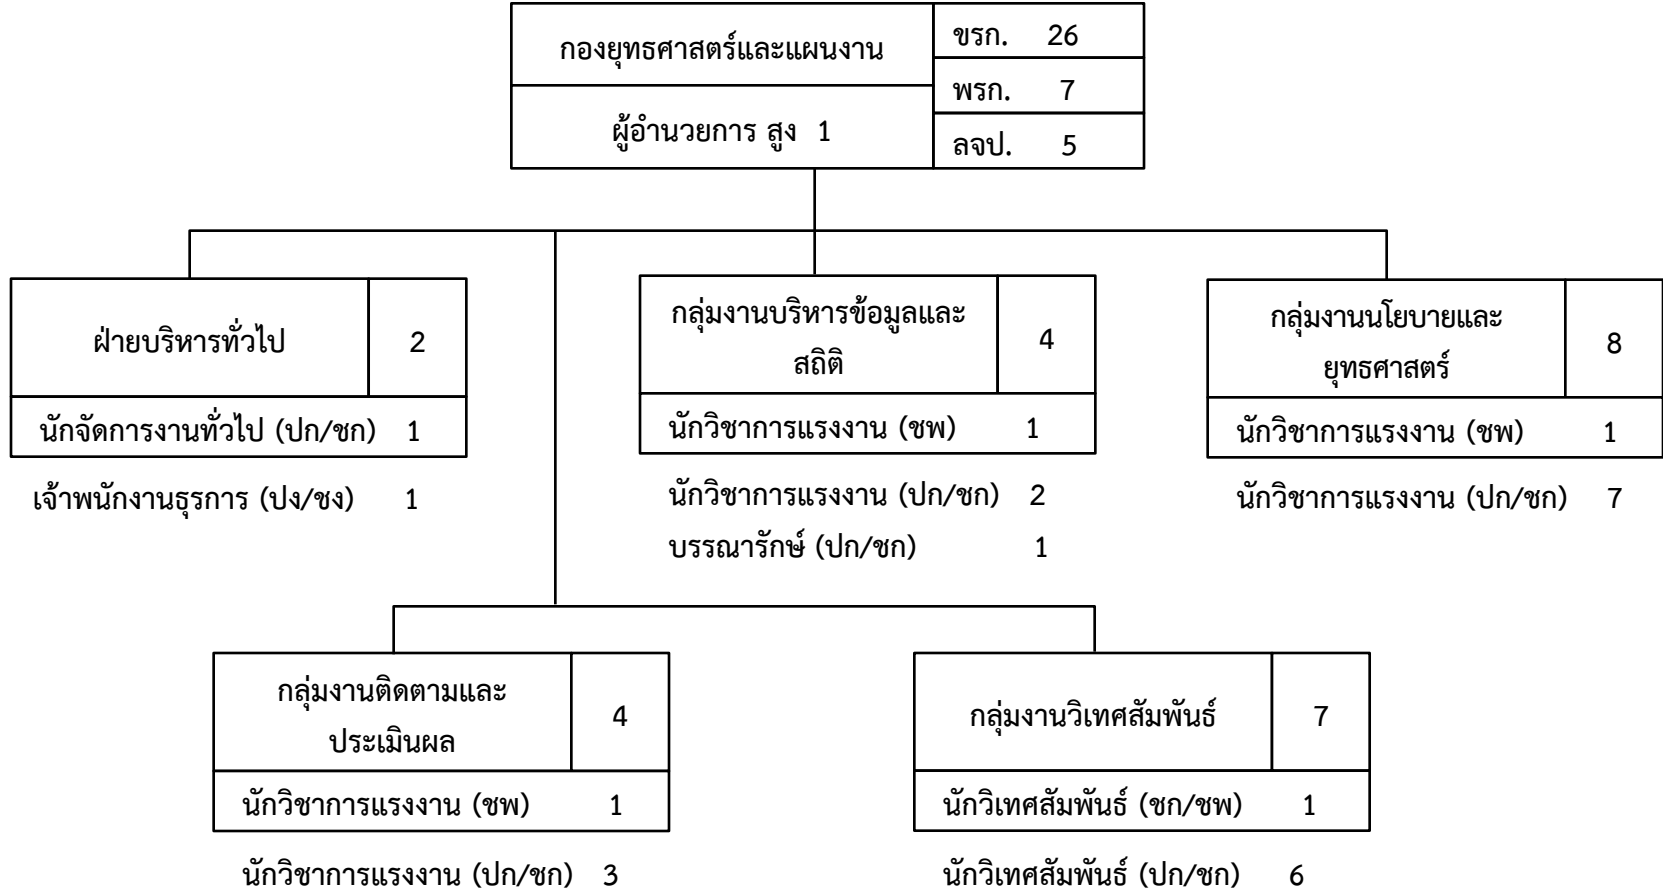 กองยุทธศาสตร์และแผนงาน
ผู้อำนวยการ สูง 1
ขรก. 26
พรก. 7
ลจป. 5
ฝ่ายบริหารทั่วไป 2
นักจัดการงานทั่วไป (ปก/ชก) 1
เจ้าพนักงานธุรการ (ปง/ชง) 1
กลุ่มงานบริหารข้อมูลและ
สถิติ
4
นักวิชาการแรงงาน (ชพ) 1
นักวิชาการแรงงาน (ปก/ชก) 2
บรรณารักษ์ (ปก/ชก) 1
กลุ่มงานนโยบายและ
ยุทธศาสตร์
8
นักวิชาการแรงงาน (ชพ) 1
นักวิชาการแรงงาน (ปก/ชก) 7
กลุ่มงานติดตามและ
ประเมินผล
4
นักวิชาการแรงงาน (ชพ) 1
นักวิชาการแรงงาน (ปก/ชก) 3
กลุ่มงานวิเทศสัมพันธ์ 7
นักวิเทศสัมพันธ์ (ชก/ชพ) 1
นักวิเทศสัมพันธ์ (ปก/ชก) 6